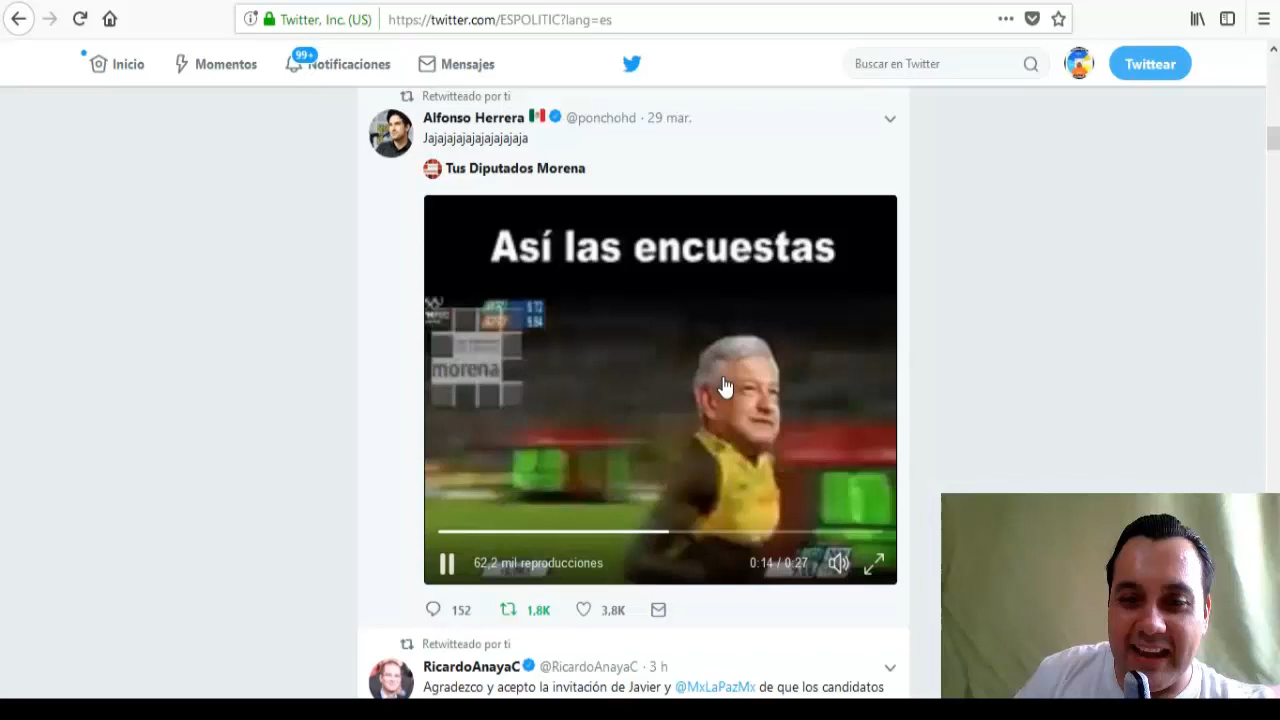 Twitter, Inc. (US) https://twitter.com/ESPOLITIC?lang=es
Inicio Momentos 99+ Notificaciones Mensajes Buscar en Twitter Twittear
Retwitteado por ti
Alfonso Herrera @ponchohd · 29 mar.
Jajajajajajajajajaja
Tus Diputados Morena
Así las encuestas
morena
62,2 mil reproducciones 0:14 / 0:27
152 1,8K 3,8K
Retwitteado por ti
RicardoAnayaC @RicardoAnayaC · 3 h
Agradezco y acepto la invitación de Javier y @MxLaPazMx de que los candidatos